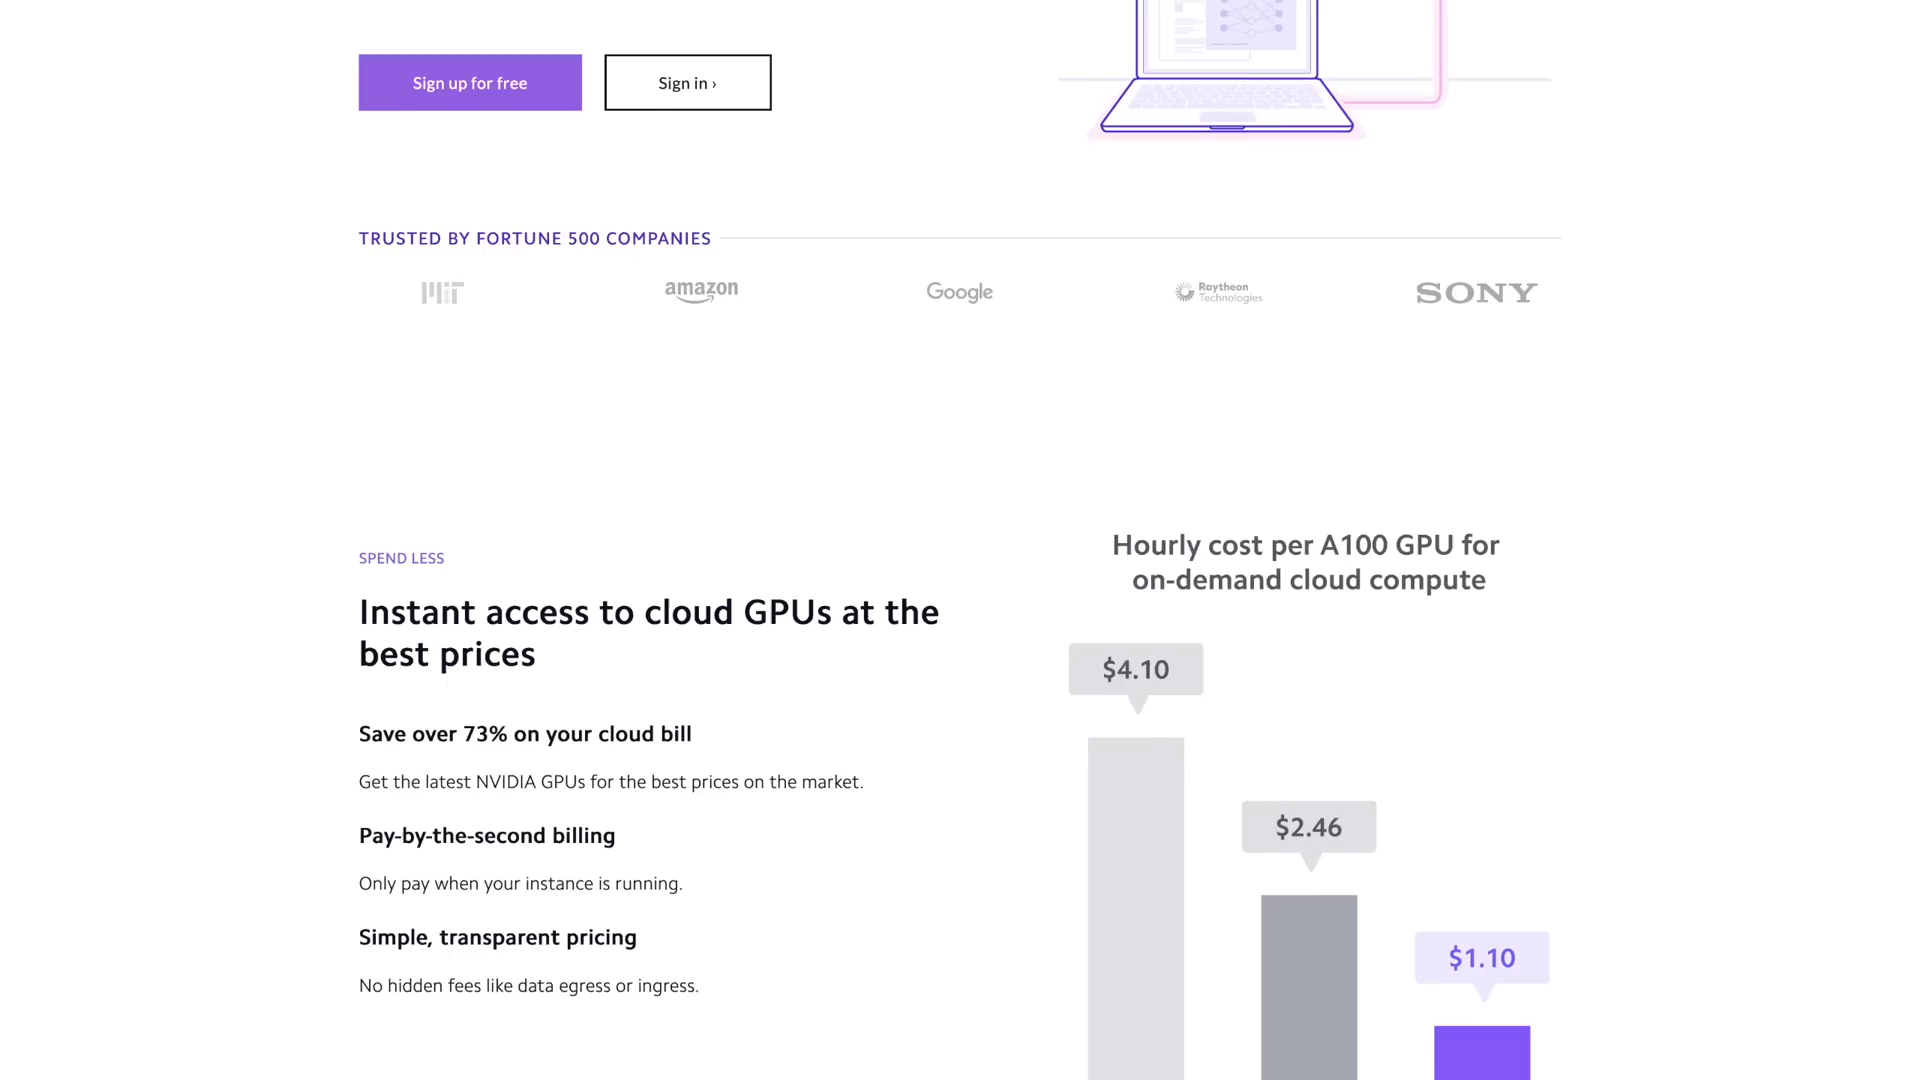 Sign up for free
Sign in ›
TRUSTED BY FORTUNE 500 COMPANIES
MIT
amazon
Google
Raytheon
Technologies
SONY
SPEND LESS
Instant access to cloud GPUs at the
best prices
Save over 73% on your cloud bill
Get the latest NVIDIA GPUs for the best prices on the market.
Pay-by-the-second billing
Only pay when your instance is running.
Simple, transparent pricing
No hidden fees like data egress or ingress.
Hourly cost per A100 GPU for
on-demand cloud compute
$4.10
$2.46
$1.10